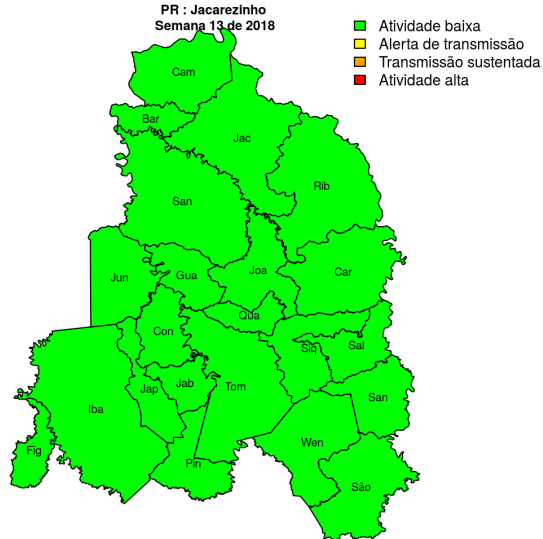 PR : Jacarezinho
Semana 13 de 2018
Atividade baixa
Alerta de transmissão
Transmissão sustentada
Atividade alta
Cam
Bar
Jac
Rib
San
Jun
Gua
Joa
Car
Qua
Con
Siq
Sal
Jap
Jab
Tom
Iba
San
Wen
Fig
Pin
São